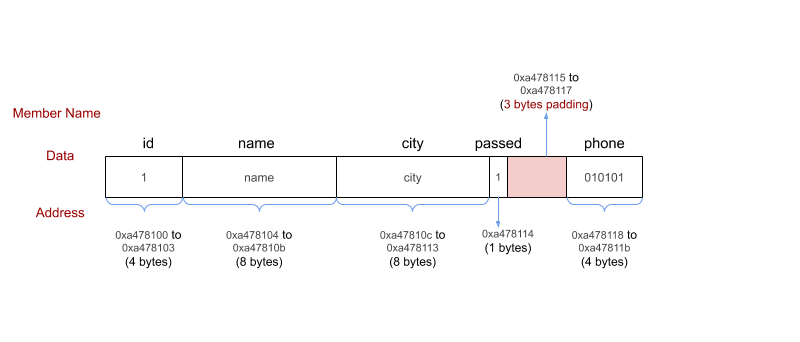 0xa478115 to
0xa478117
(3 bytes padding)
Member Name
id name city passed phone
Data
1 name city 1 010101
Address
0xa478100 to
0xa478103
(4 bytes)
0xa478104 to
0xa47810b
(8 bytes)
0xa47810c to
0xa478113
(8 bytes)
0xa478114
(1 bytes)
0xa478118 to
0xa47811b
(4 bytes)